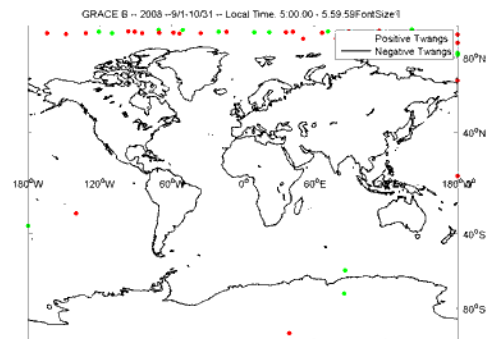 GRACE B -- 2008 --9/1-10/31 -- Local Time. 5:00.00 - 5.59.59FontSize
Positive Twangs
Negative Twangs
80°N
40°N
180°W 120°W 60°W 0° 60°E 180°W
40°S
80°S